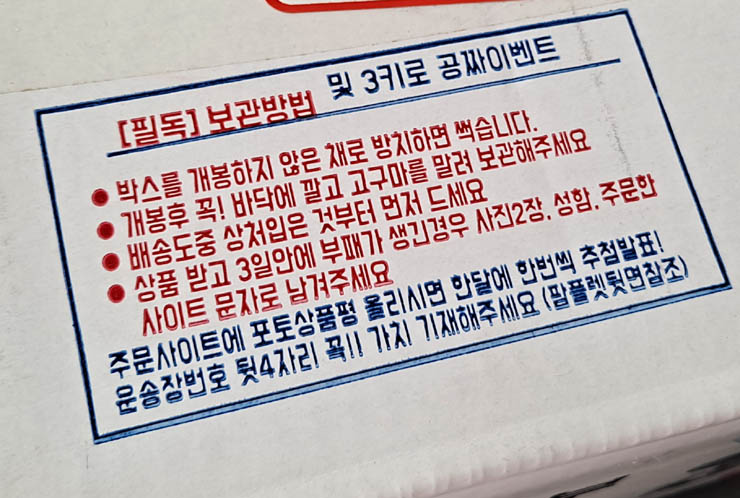 [필독] 보관방법 및 3키로 공짜이벤트
● 박스를 개봉하지 않은 채로 방치하면 썩습니다.
● 개봉후 꼭! 바닥에 깔고 고구마를 말려 보관해주세요
● 배송도중 상처입은 것부터 먼저 드세요
● 상품 받고 3일안에 부패가 생긴경우 사진2장, 성함, 주문한
사이트 문자로 남겨주세요
주문사이트에 포토상품평 올리시면 한달에 한번씩 추첨발표!
운송장번호 뒷4자리 꼭!! 가치 기재해주세요 (팜플렛뒷면참조)